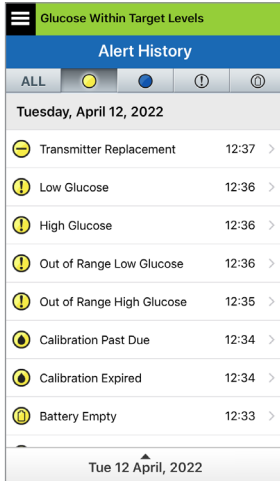 Glucose Within Target Levels
Alert History
ALL
Tuesday, April 12, 2022
Transmitter Replacement 12:37
Low Glucose 12:36
High Glucose 12:36
Out of Range Low Glucose 12:36
Out of Range High Glucose 12:35
Calibration Past Due 12:34
Calibration Expired 12:34
Battery Empty 12:33
Tue 12 April, 2022